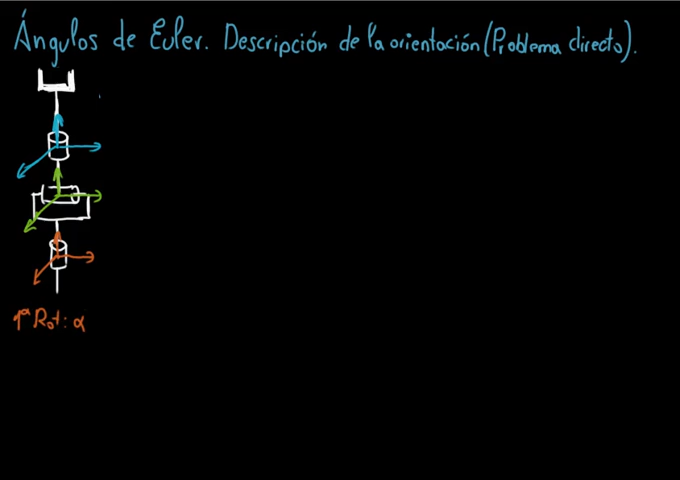 Ángulos de Euler. Descripción de la orientación (Problema directo).
1ª Rot: α